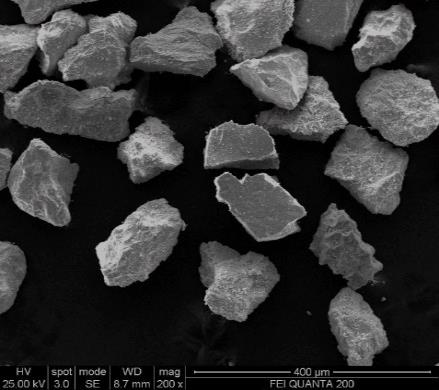 HV spot mode WD mag 400 µm
25.00 kV 3.0 SE 8.7 mm 200 x FEI QUANTA 200